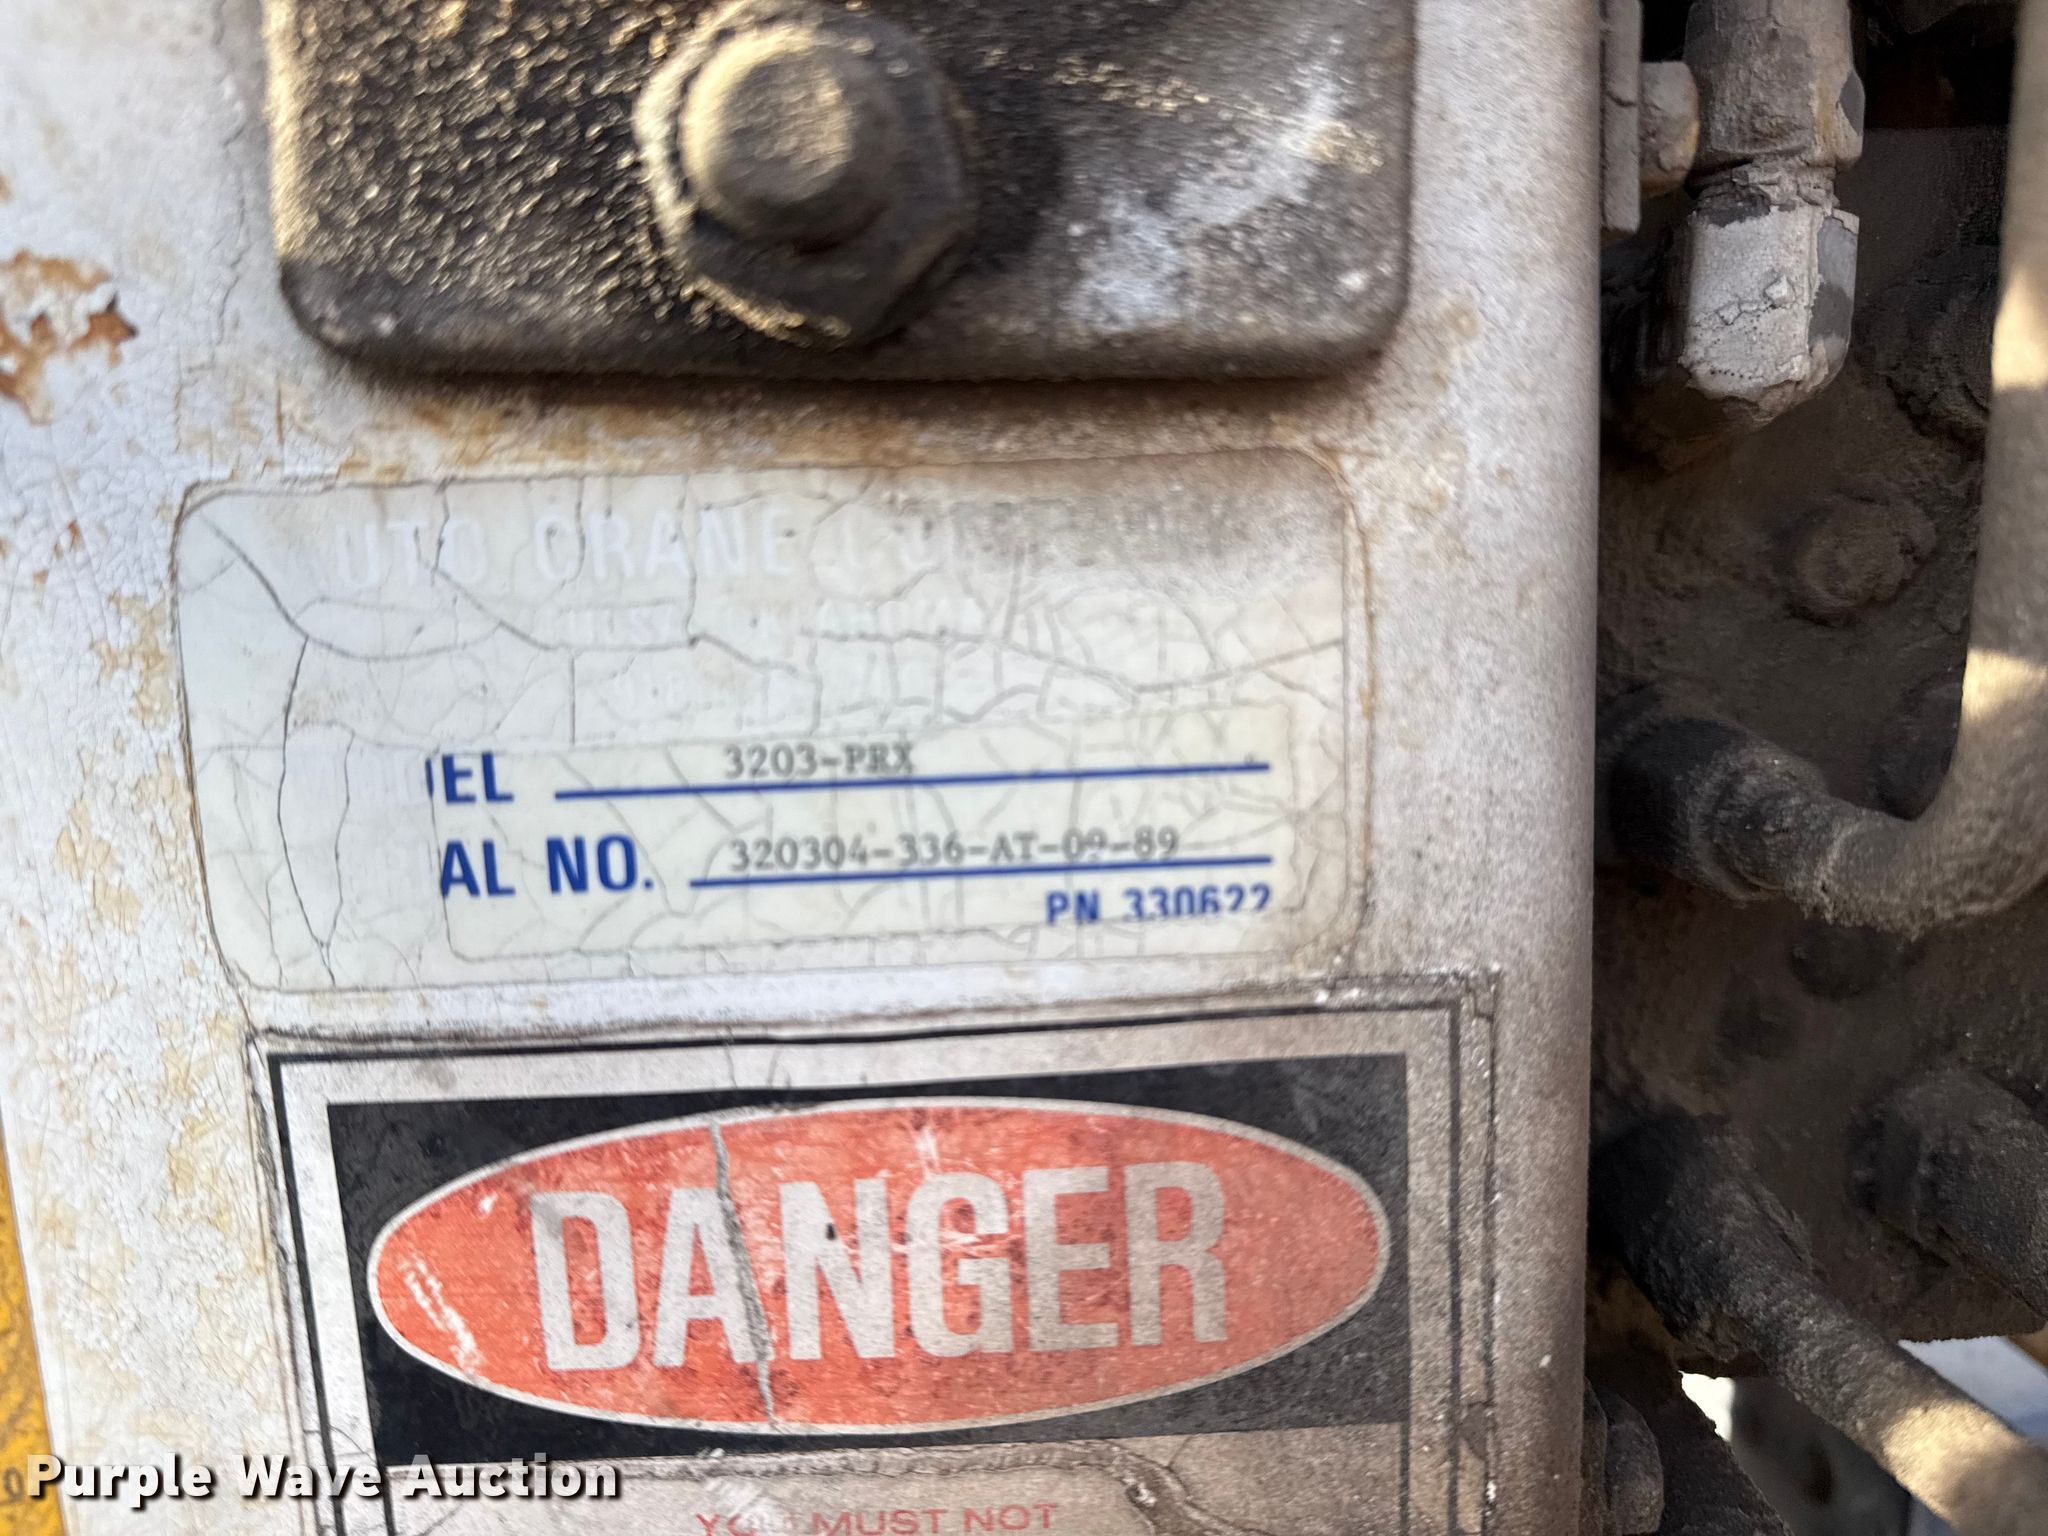 UTO CRANE
EL 3203-PRX
AL NO. 320304-336-AT-09-89
PN 330622
DANGER
YOU MUST NOT
Purple Wave Auction